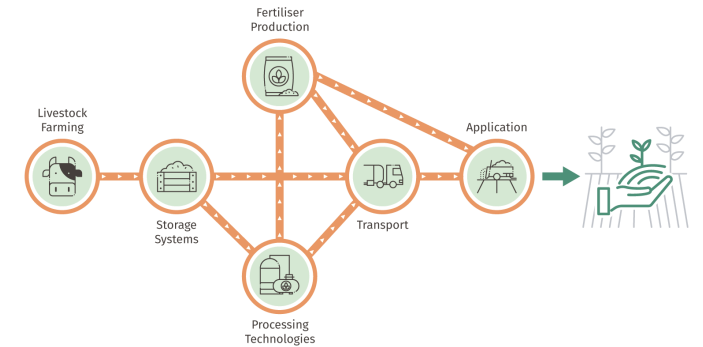 Fertiliser
Production
Livestock
Farming
Application
Storage
Systems
Transport
Processing
Technologies